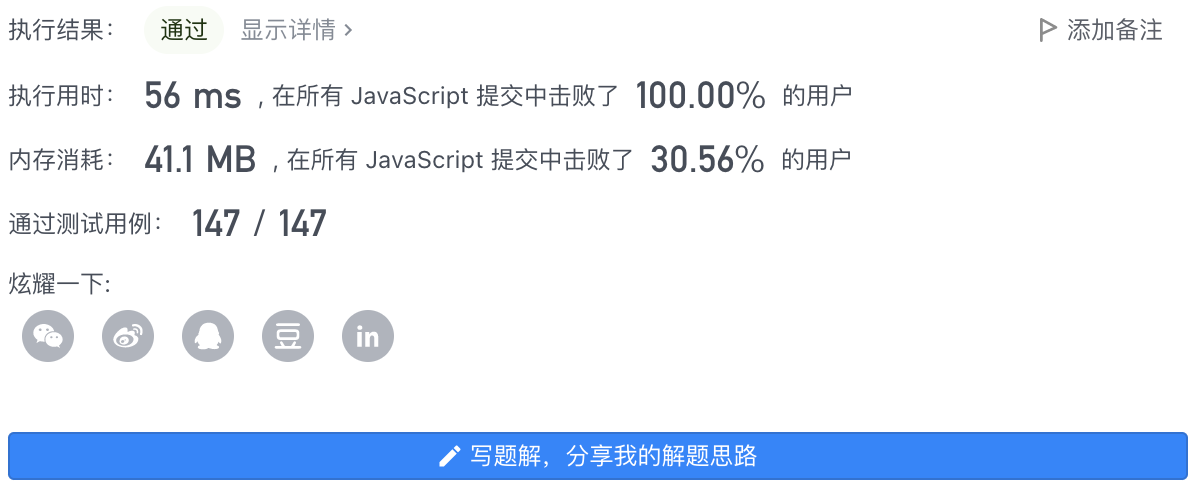 执行结果： 通过 显示详情 > 添加备注
执行用时： 56 ms , 在所有 JavaScript 提交中击败了 100.00% 的用户
内存消耗： 41.1 MB , 在所有 JavaScript 提交中击败了 30.56% 的用户
通过测试用例： 147 / 147
炫耀一下:
豆 in
写题解，分享我的解题思路